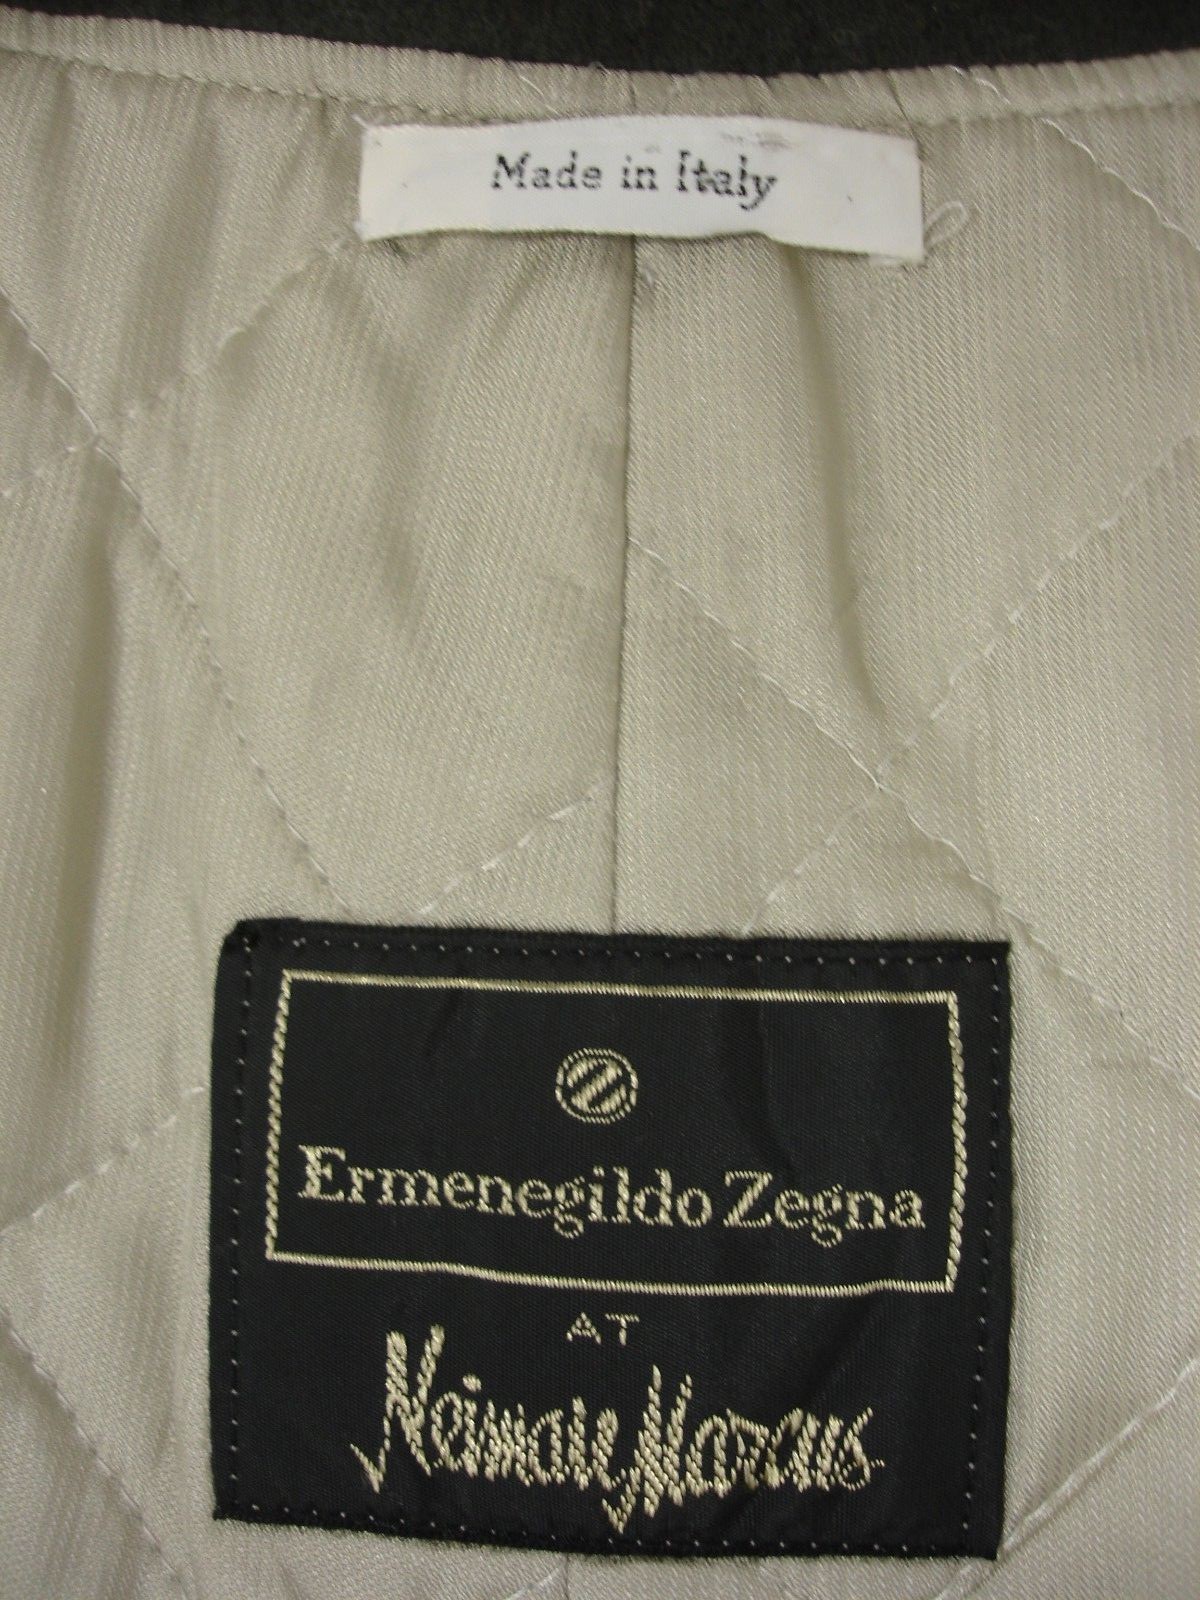 Made in Italy
Z
Ermenegildo Zegna
AT
Neiman Marcus